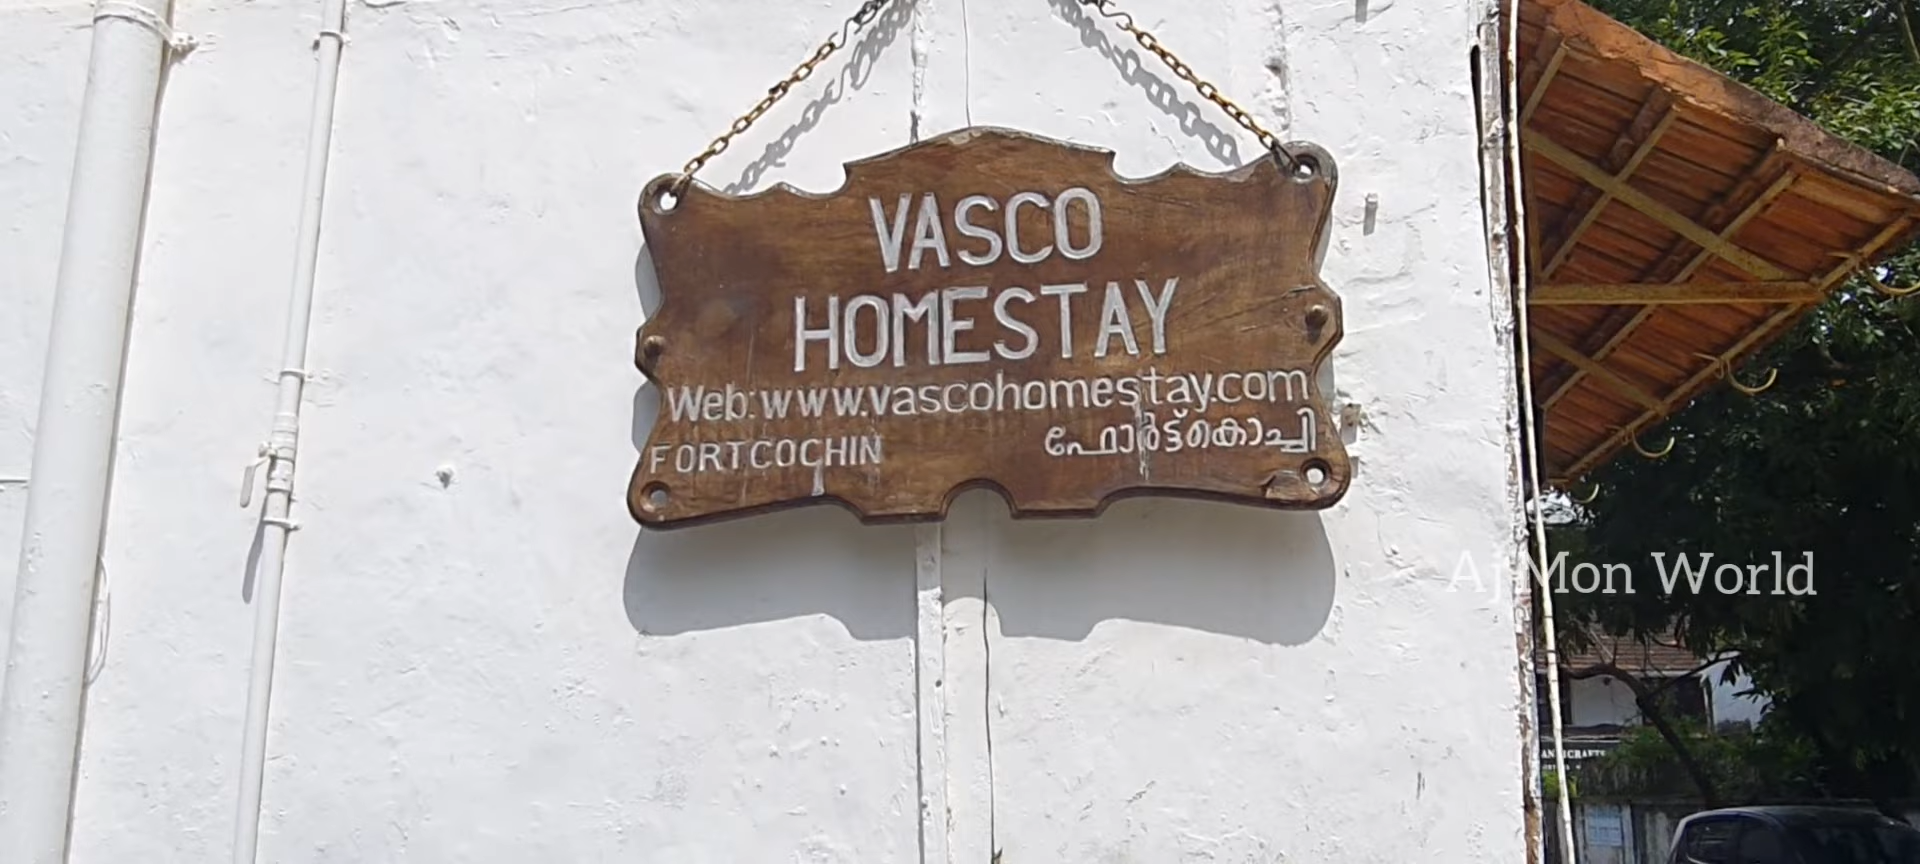 VASCO
HOMESTAY
Web:www.vascohomestay.com
FORTCOCHIN ഫോർട്ട്കൊച്ചി
Aj Mon World